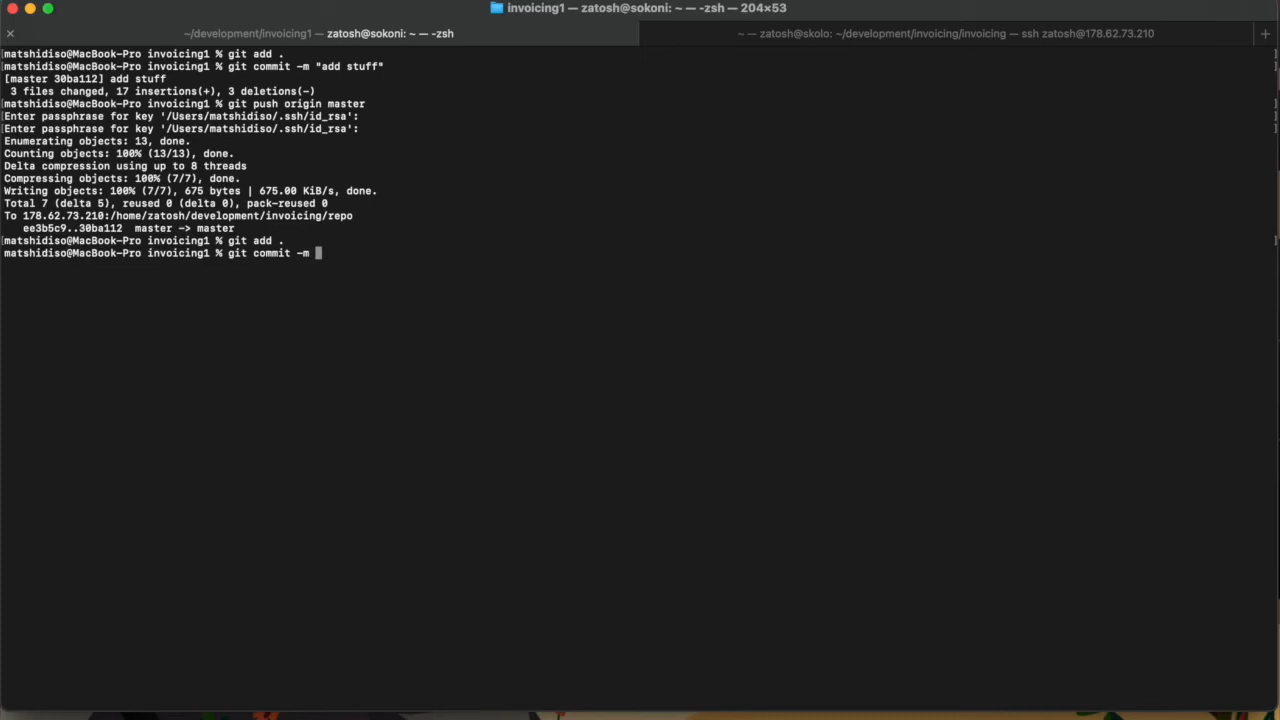 invoicing1 — zatosh@sokoni: ~ — -zsh — 204×53
~/development/invoicing1 — zatosh@sokoni: ~ — -zsh
~ — zatosh@skolo: ~/development/invoicing/invoicing — ssh zatosh@178.62.73.210
[matshidiso@MacBook-Pro invoicing1 % git add .
[matshidiso@MacBook-Pro invoicing1 % git commit -m "add stuff"
[master 30ba112] add stuff
 3 files changed, 17 insertions(+), 3 deletions(-)
[matshidiso@MacBook-Pro invoicing1 % git push origin master
[Enter passphrase for key '/Users/matshidiso/.ssh/id_rsa':
[Enter passphrase for key '/Users/matshidiso/.ssh/id_rsa':
Enumerating objects: 13, done.
Counting objects: 100% (13/13), done.
Delta compression using up to 8 threads
Compressing objects: 100% (7/7), done.
Writing objects: 100% (7/7), 675 bytes | 675.00 KiB/s, done.
Total 7 (delta 5), reused 0 (delta 0), pack-reused 0
To 178.62.73.210:/home/zatosh/development/invoicing/repo
   ee3b5c9..30ba112  master -> master
[matshidiso@MacBook-Pro invoicing1 % git add .
matshidiso@MacBook-Pro invoicing1 % git commit -m